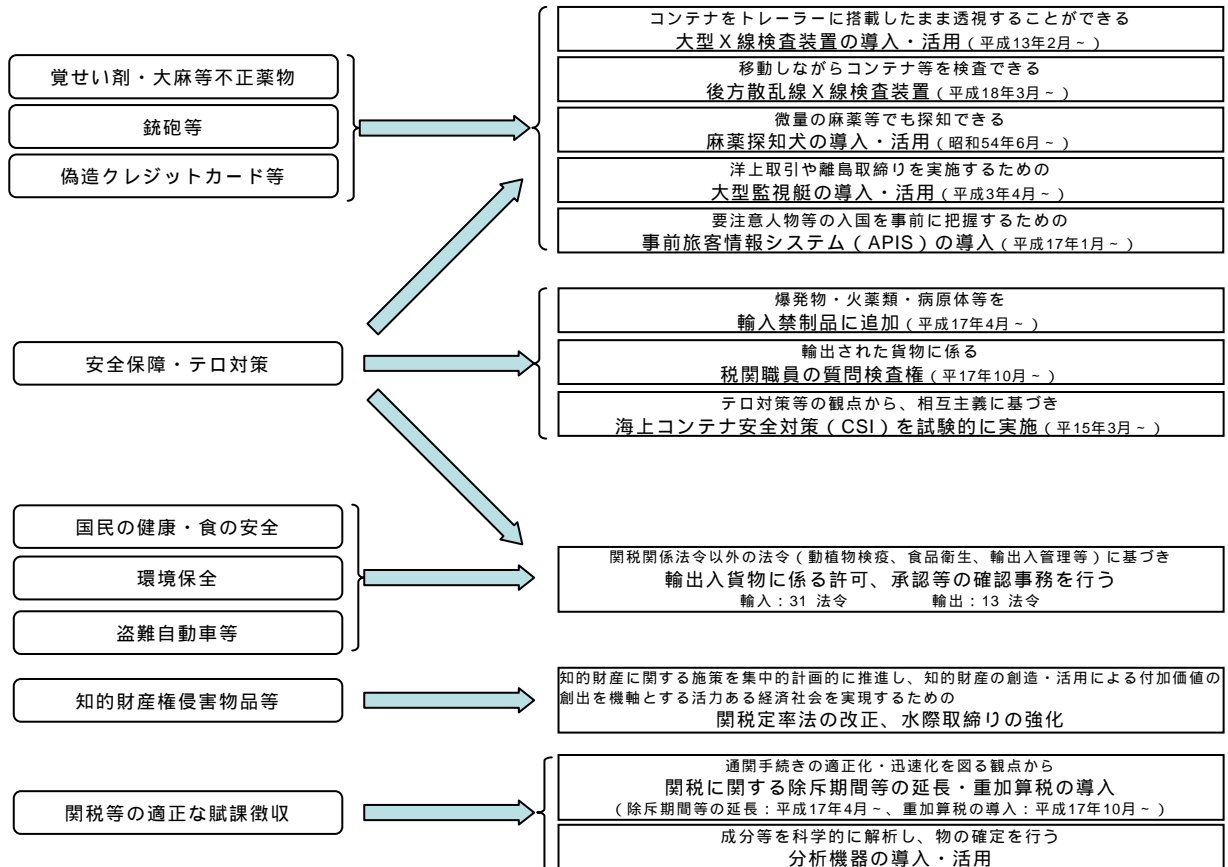 覚せい剤・大麻等不正薬物
銃砲等
偽造クレジットカード等
コンテナをトレーラーに搭載したまま透視することができる
大型X線検査装置の導入・活用(平成13年2月~)
移動しながらコンテナ等を検査できる
後方散乱線X線検査装置(平成18年3月~)
微量の麻薬等でも探知できる
麻薬探知犬の導入・活用(昭和54年6月~)
洋上取引や離島取締りを実施するための
大型監視艇の導入・活用(平成3年4月~)
要注意人物等の入国を事前に把握するための
事前旅客情報システム(APIS)の導入(平成17年1月~)
安全保障・テロ対策
爆発物・火薬類・病原体等を
輸入禁制品に追加(平成17年4月~)
輸出された貨物に係る
税関職員の質問検査権(平17年10月~)
テロ対策等の観点から、相互主義に基づき
海上コンテナ安全対策(CSI)を試験的に実施(平15年3月~)
国民の健康・食の安全
環境保全
盗難自動車等
関税関係法令以外の法令(動植物検疫、食品衛生、輸出入管理等)に基づき
輸出入貨物に係る許可、承認等の確認事務を行う
輸入:31 法令 輸出:13 法令
知的財産権侵害物品等
知的財産に関する施策を集中的計画的に推進し、知的財産の創造・活用による付加価値の
創出を機軸とする活力ある経済社会を実現するための
関税定率法の改正、水際取締りの強化
関税等の適正な賦課徴収
通関手続きの適正化・迅速化を図る観点から
関税に関する除斥期間等の延長・重加算税の導入
(除斥期間等の延長:平成17年4月~、重加算税の導入:平成17年10月~)
成分等を科学的に解析し、物の確定を行う
分析機器の導入・活用